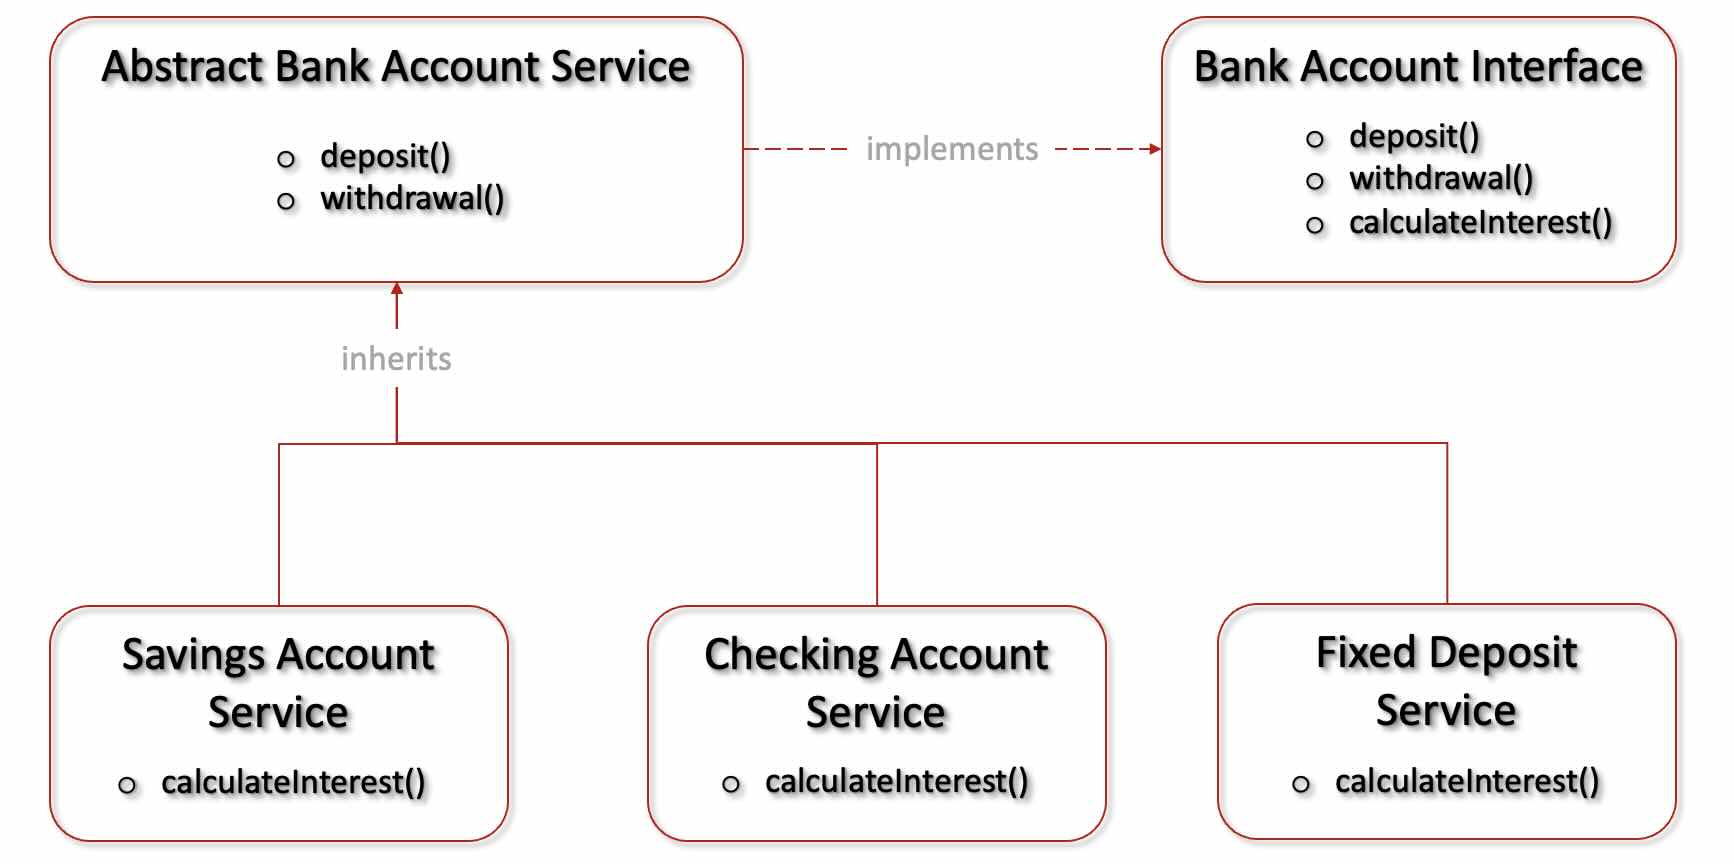 Abstract Bank Account Service
deposit()
withdrawal()
implements
Bank Account Interface
deposit()
withdrawal()
calculateInterest()
inherits
Savings Account
Service
calculateInterest()
Checking Account
Service
calculateInterest()
Fixed Deposit
Service
calculateInterest()